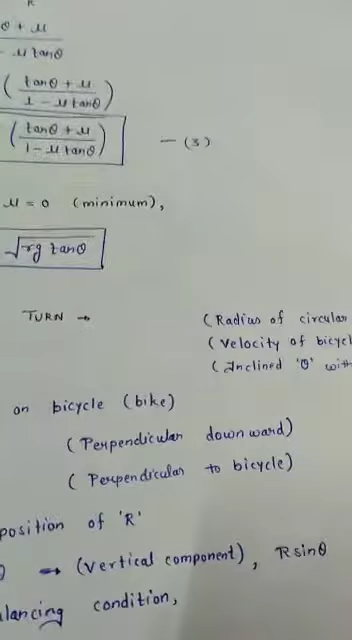 R
θ + μ
- μ tanθ
( tanθ + μ / 1 - μ tanθ )
( tanθ + μ / 1 - μ tanθ ) — (3)
μ = 0 (minimum),
√rg tanθ
TURN → (Radius of circular
(Velocity of bicycl
(Inclined 'θ' with
on bicycle (bike)
(Perpendicular downward)
(Perpendicular to bicycle)
position of 'R'
→ (vertical component), R sinθ
alancing condition,